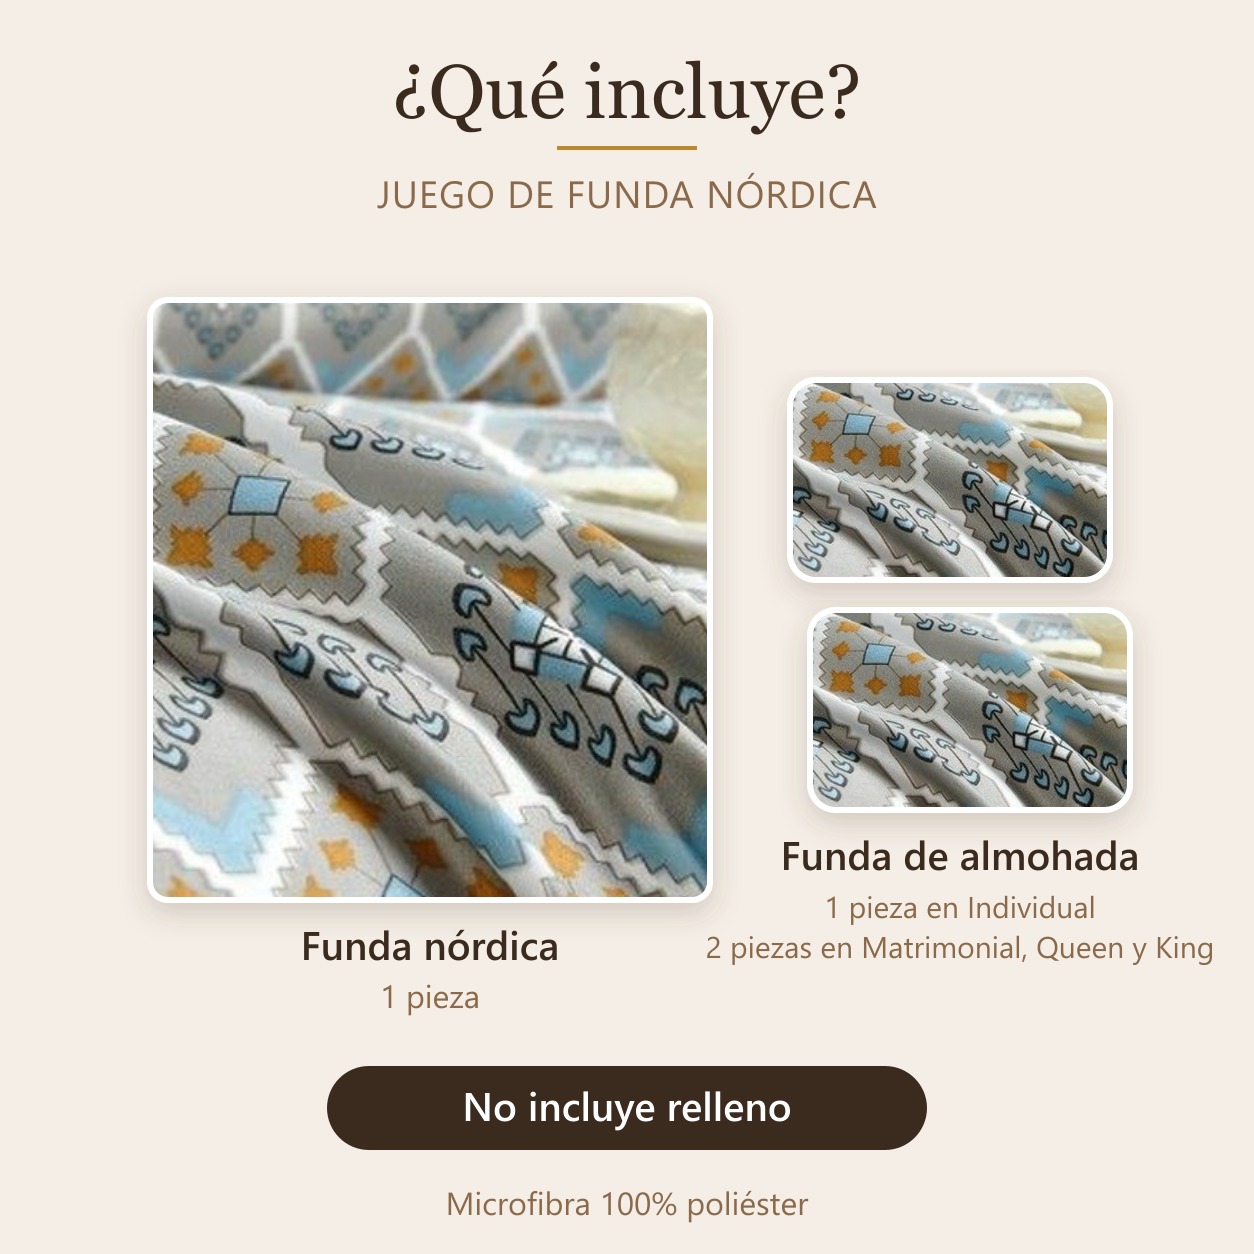 ¿Qué incluye?
JUEGO DE FUNDA NÓRDICA
Funda nórdica
1 pieza
Funda de almohada
1 pieza en Individual
2 piezas en Matrimonial, Queen y King
No incluye relleno
Microfibra 100% poliéster